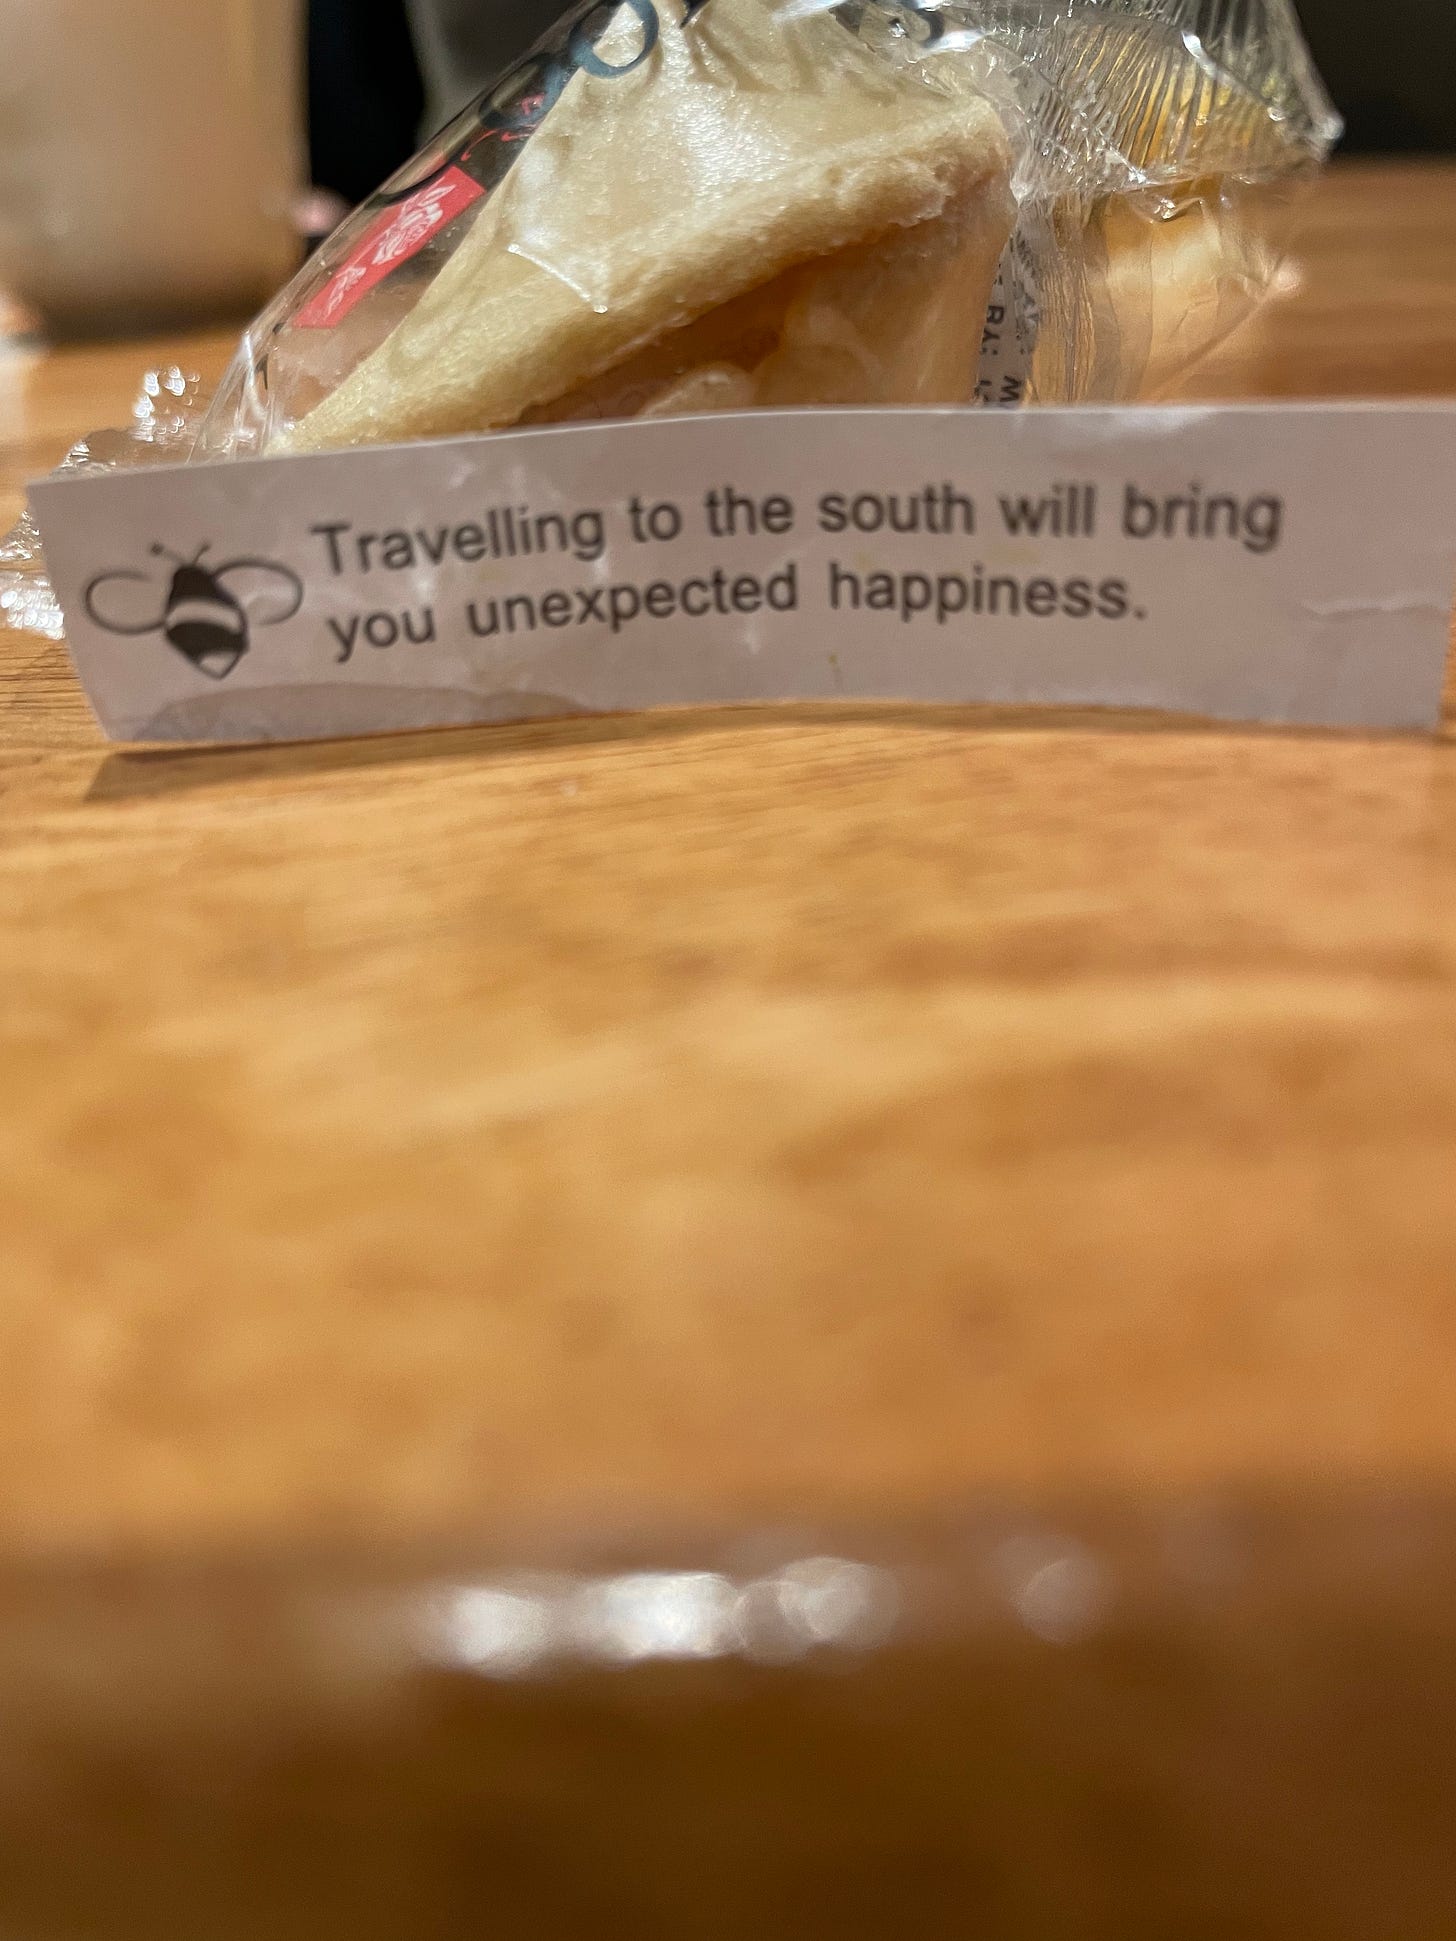 Travelling to the south will bring
you unexpected happiness.